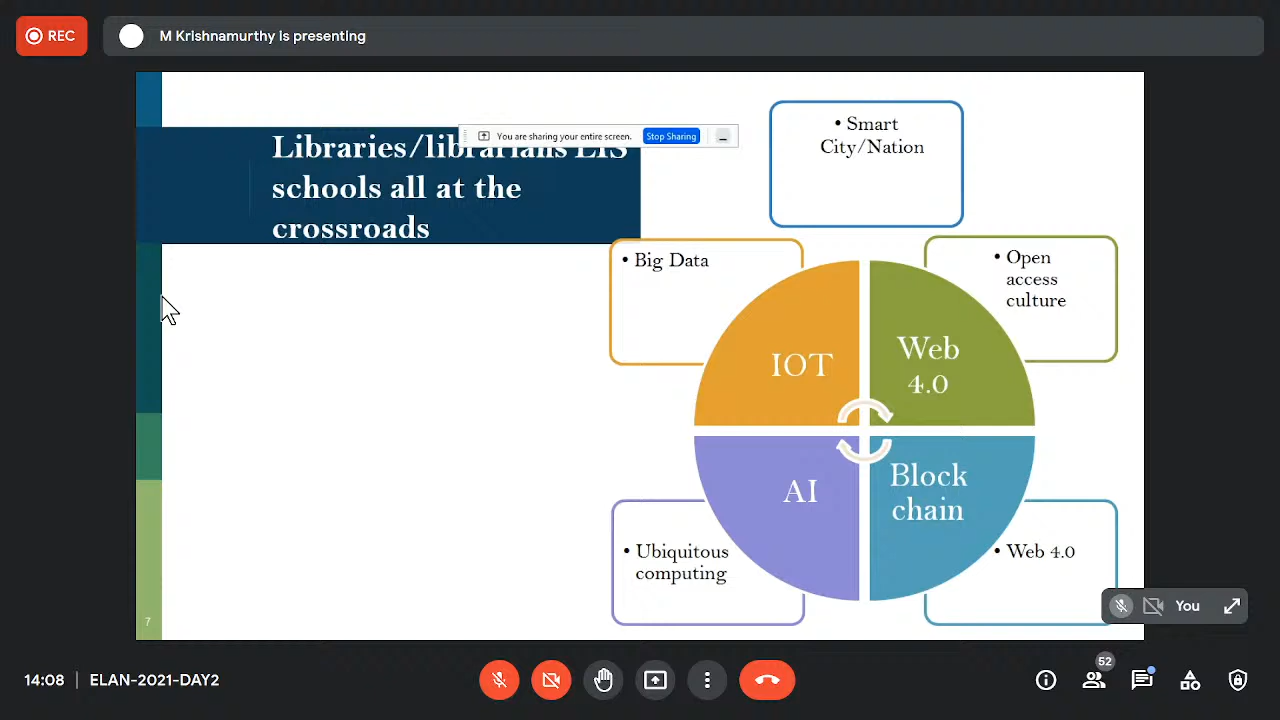 REC
M Krishnamurthy is presenting
You are sharing your entire screen.
Stop Sharing
Libraries/librarians LIS
schools all at the
crossroads
• Smart
City/Nation
• Big Data
• Open
access
culture
IOT
Web
4.0
AI
Block
chain
• Ubiquitous
computing
• Web 4.0
7
You
14:08 | ELAN-2021-DAY2
52